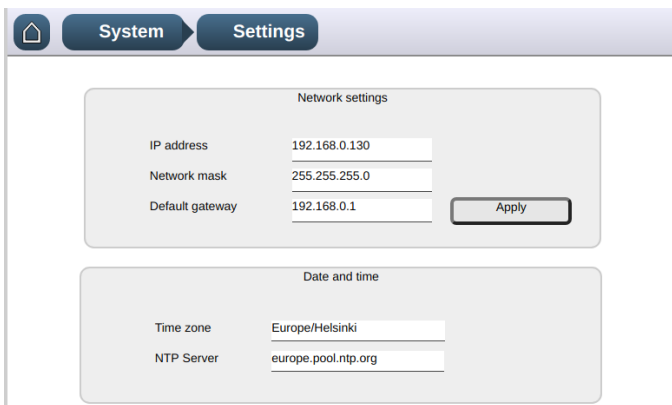 System Settings
Network settings
IP address 192.168.0.130
Network mask 255.255.255.0
Default gateway 192.168.0.1 Apply
Date and time
Time zone Europe/Helsinki
NTP Server europe.pool.ntp.org